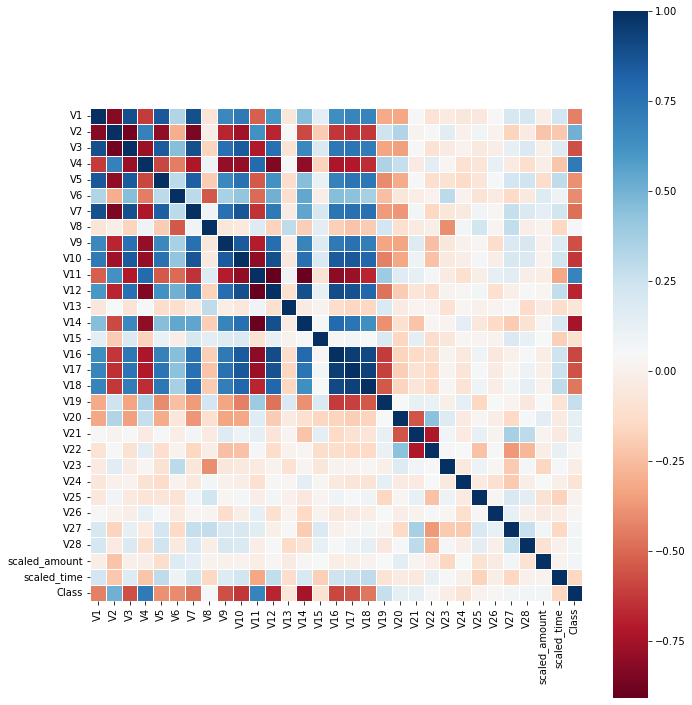 V1
V2
V3
V4
V5
V6
V7
V8
V9
V10
V11
V12
V13
V14
V15
V16
V17
V18
V19
V20
V21
V22
V23
V24
V25
V26
V27
V28
scaled_amount
scaled_time
Class
V1 V2 V3 V4 V5 V6 V7 V8 V9 V10 V11 V12 V13 V14 V15 V16 V17 V18 V19 V20 V21 V22 V23 V24 V25 V26 V27 V28 scaled_amount scaled_time Class
1.00
0.75
0.50
0.25
0.00
−0.25
−0.50
−0.75